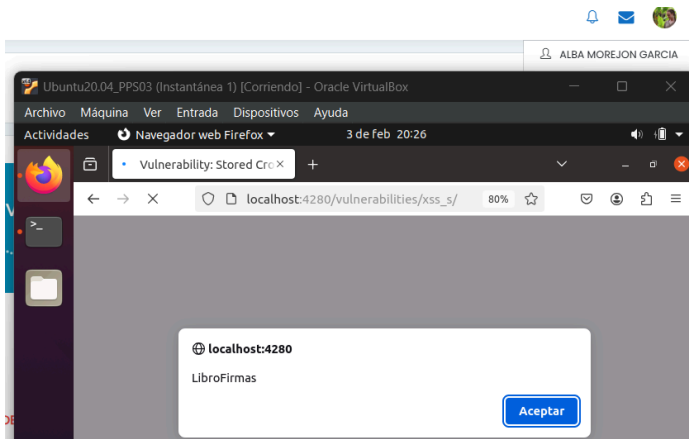 ALBA MOREJON GARCIA
Ubuntu20.04_PPS03 (Instantánea 1) [Corriendo] - Oracle VirtualBox
Archivo Máquina Ver Entrada Dispositivos Ayuda
Actividades Navegador web Firefox 3 de feb 20:26
Vulnerability: Stored Cro
localhost:4280/vulnerabilities/xss_s/ 80%
localhost:4280
LibroFirmas
Aceptar